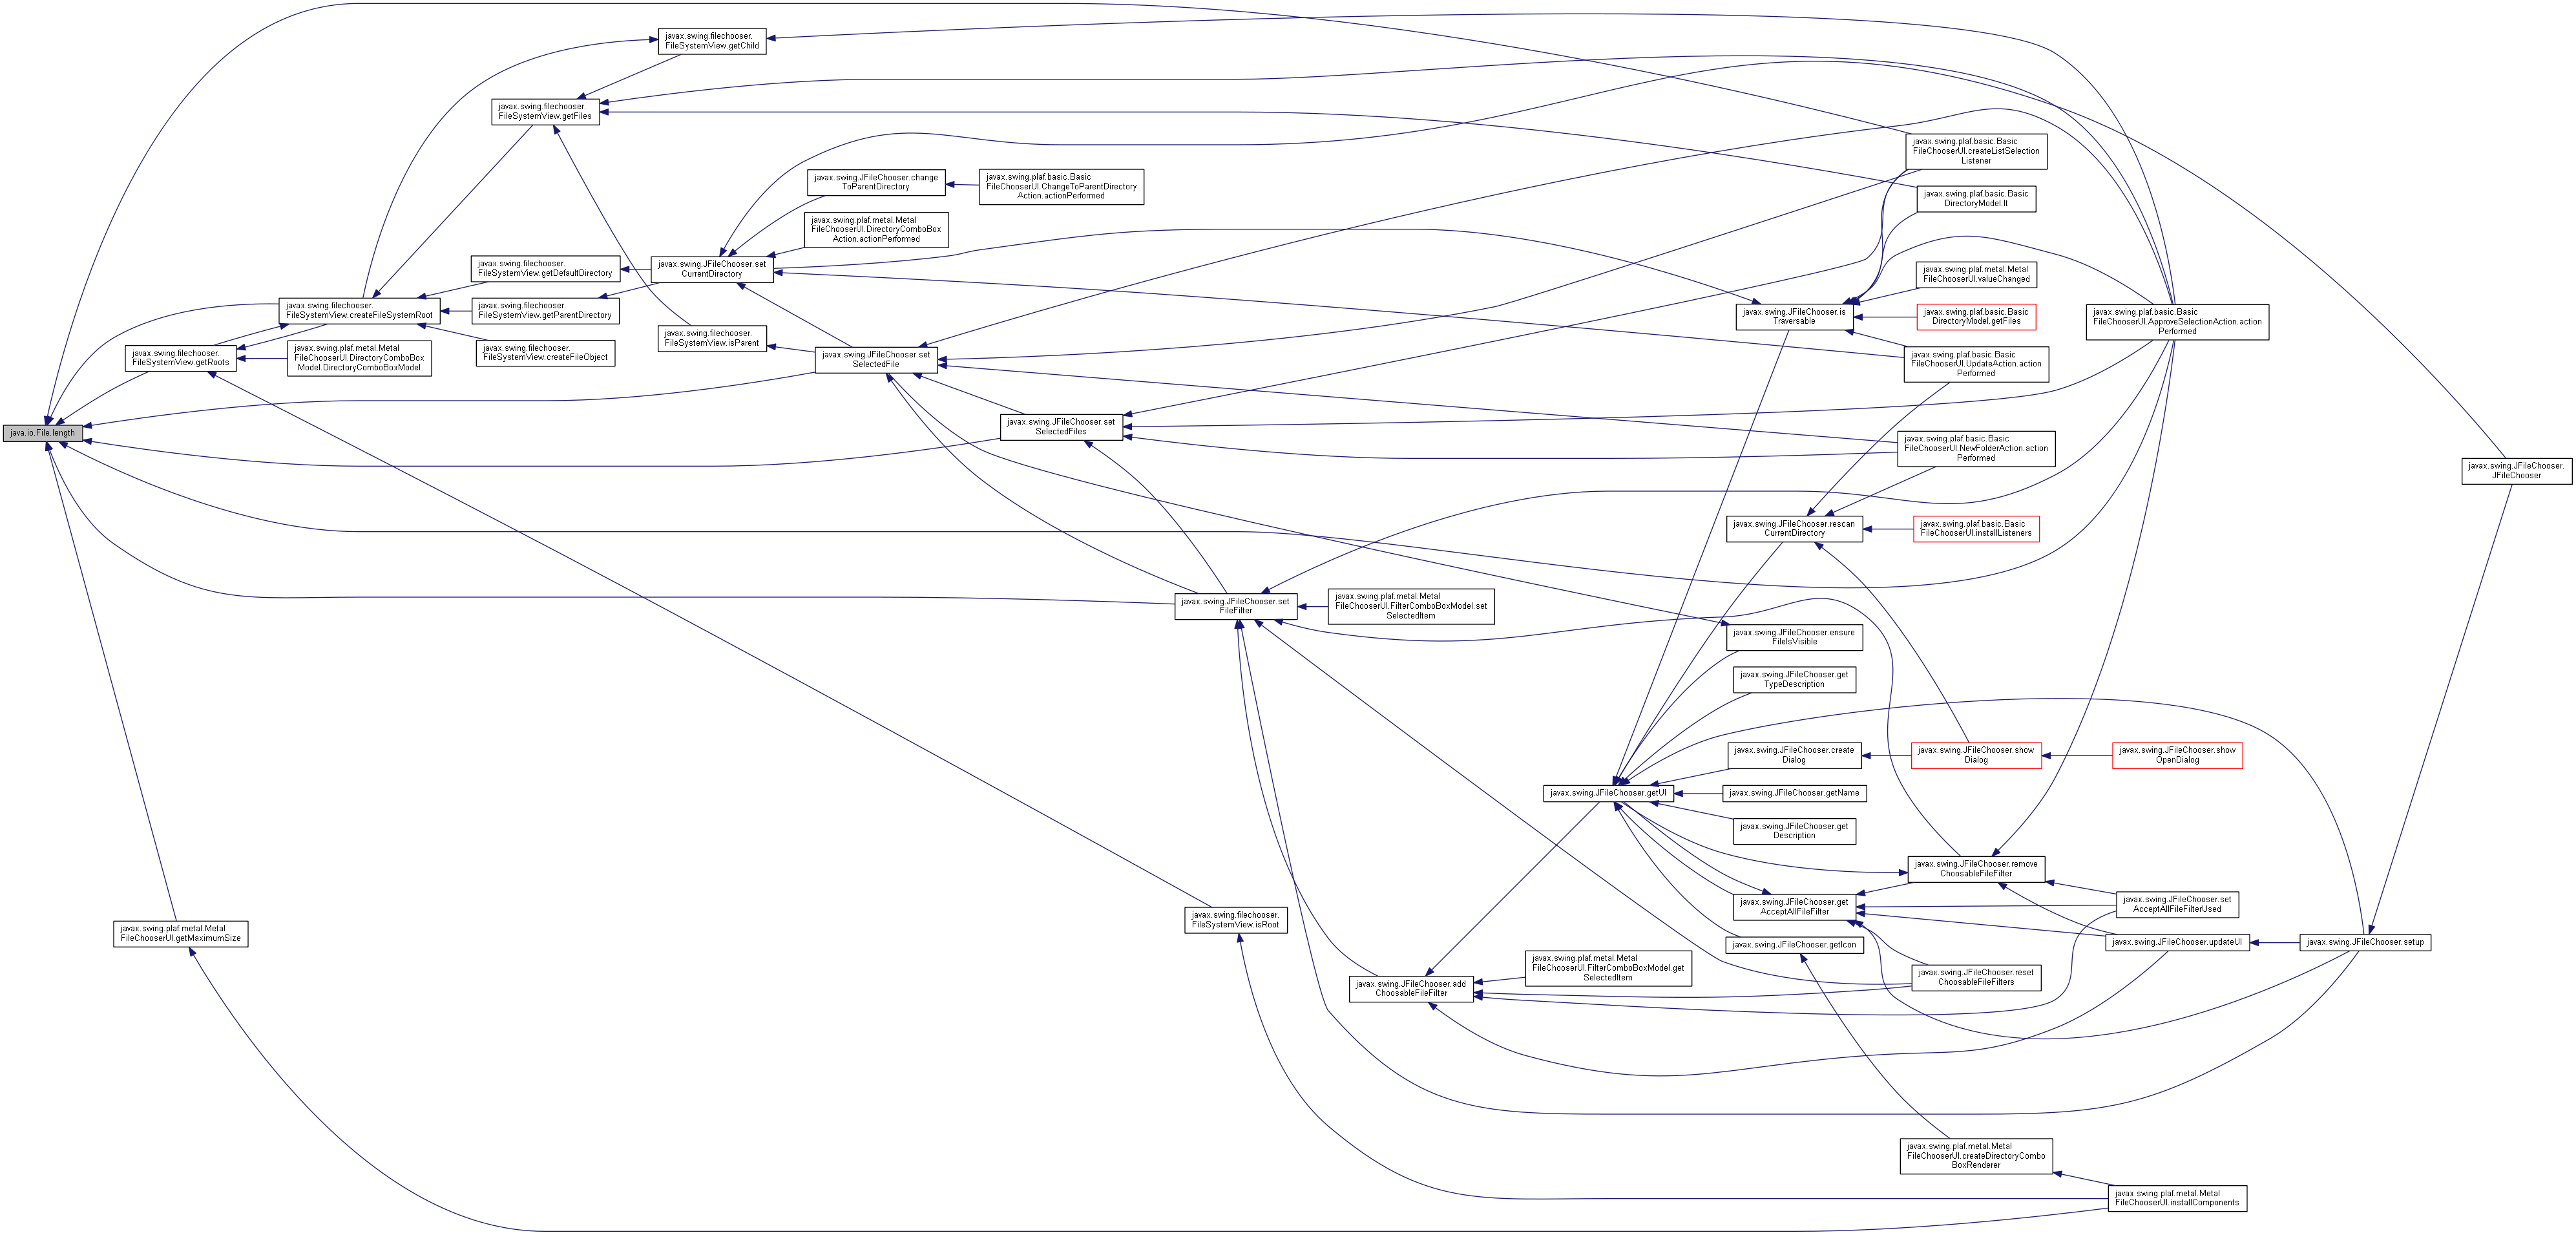 javax.swing.filechooser.
FileSystemView.getChild
javax.swing.filechooser.
FileSystemView.getFiles
javax.swing.plaf.basic.Basic
FileChooserUI.createListSelection
Listener
javax.swing.JFileChooser.change
ToParentDirectory
javax.swing.plaf.basic.Basic
FileChooserUI.ChangeToParentDirectory
Action.actionPerformed
javax.swing.plaf.basic.Basic
DirectoryModel.lt
javax.swing.plaf.metal.Metal
FileChooserUI.DirectoryComboBox
Action.actionPerformed
javax.swing.filechooser.
FileSystemView.getDefaultDirectory
javax.swing.JFileChooser.set
CurrentDirectory
javax.swing.plaf.metal.Metal
FileChooserUI.valueChanged
javax.swing.filechooser.
FileSystemView.createFileSystemRoot
javax.swing.filechooser.
FileSystemView.getParentDirectory
javax.swing.JFileChooser.is
Traversable
javax.swing.plaf.basic.Basic
DirectoryModel.getFiles
javax.swing.plaf.basic.Basic
FileChooserUI.ApproveSelectionAction.action
Performed
javax.swing.filechooser.
FileSystemView.isParent
javax.swing.filechooser.
FileSystemView.createFileObject
javax.swing.filechooser.
FileSystemView.getRoots
javax.swing.plaf.metal.Metal
FileChooserUI.DirectoryComboBox
Model.DirectoryComboBoxModel
javax.swing.JFileChooser.set
SelectedFile
javax.swing.plaf.basic.Basic
FileChooserUI.UpdateAction.action
Performed
java.io.File.length
javax.swing.JFileChooser.set
SelectedFiles
javax.swing.plaf.basic.Basic
FileChooserUI.NewFolderAction.action
Performed
javax.swing.JFileChooser.
JFileChooser
javax.swing.JFileChooser.rescan
CurrentDirectory
javax.swing.plaf.basic.Basic
FileChooserUI.installListeners
javax.swing.JFileChooser.set
FileFilter
javax.swing.plaf.metal.Metal
FileChooserUI.FilterComboBoxModel.set
SelectedItem
javax.swing.JFileChooser.ensure
FileIsVisible
javax.swing.JFileChooser.get
TypeDescription
javax.swing.JFileChooser.create
Dialog
javax.swing.JFileChooser.show
Dialog
javax.swing.JFileChooser.show
OpenDialog
javax.swing.JFileChooser.getUI
javax.swing.JFileChooser.getName
javax.swing.JFileChooser.get
Description
javax.swing.JFileChooser.remove
ChoosableFileFilter
javax.swing.JFileChooser.get
AcceptAllFileFilter
javax.swing.JFileChooser.set
AcceptAllFileFilterUsed
javax.swing.plaf.metal.Metal
FileChooserUI.getMaximumSize
javax.swing.filechooser.
FileSystemView.isRoot
javax.swing.JFileChooser.getIcon
javax.swing.JFileChooser.updateUI
javax.swing.JFileChooser.setup
javax.swing.JFileChooser.add
ChoosableFileFilter
javax.swing.plaf.metal.Metal
FileChooserUI.FilterComboBoxModel.get
SelectedItem
javax.swing.JFileChooser.reset
ChoosableFileFilters
javax.swing.plaf.metal.Metal
FileChooserUI.createDirectoryCombo
BoxRenderer
javax.swing.plaf.metal.Metal
FileChooserUI.installComponents